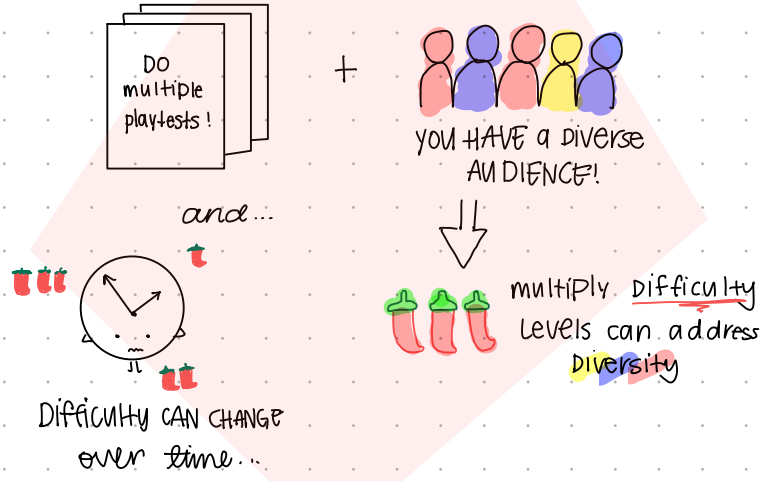 DO
multiple
playtests!
+
YOU HAVE a Diverse
AUDIENCE!
and...
multiply Difficulty
Levels can address
Diversity
Difficulty CAN CHANGE
over time...